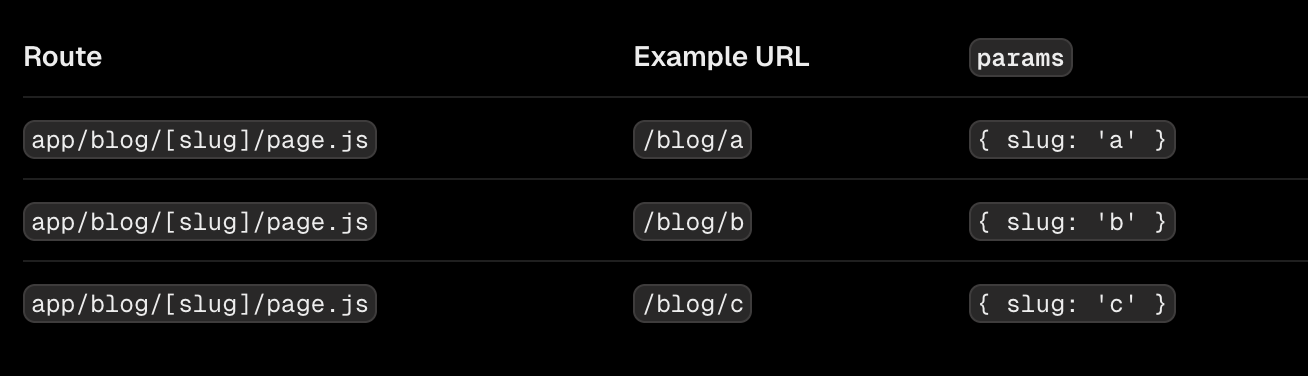 Route Example URL params
app/blog/[slug]/page.js /blog/a { slug: 'a' }
app/blog/[slug]/page.js /blog/b { slug: 'b' }
app/blog/[slug]/page.js /blog/c { slug: 'c' }